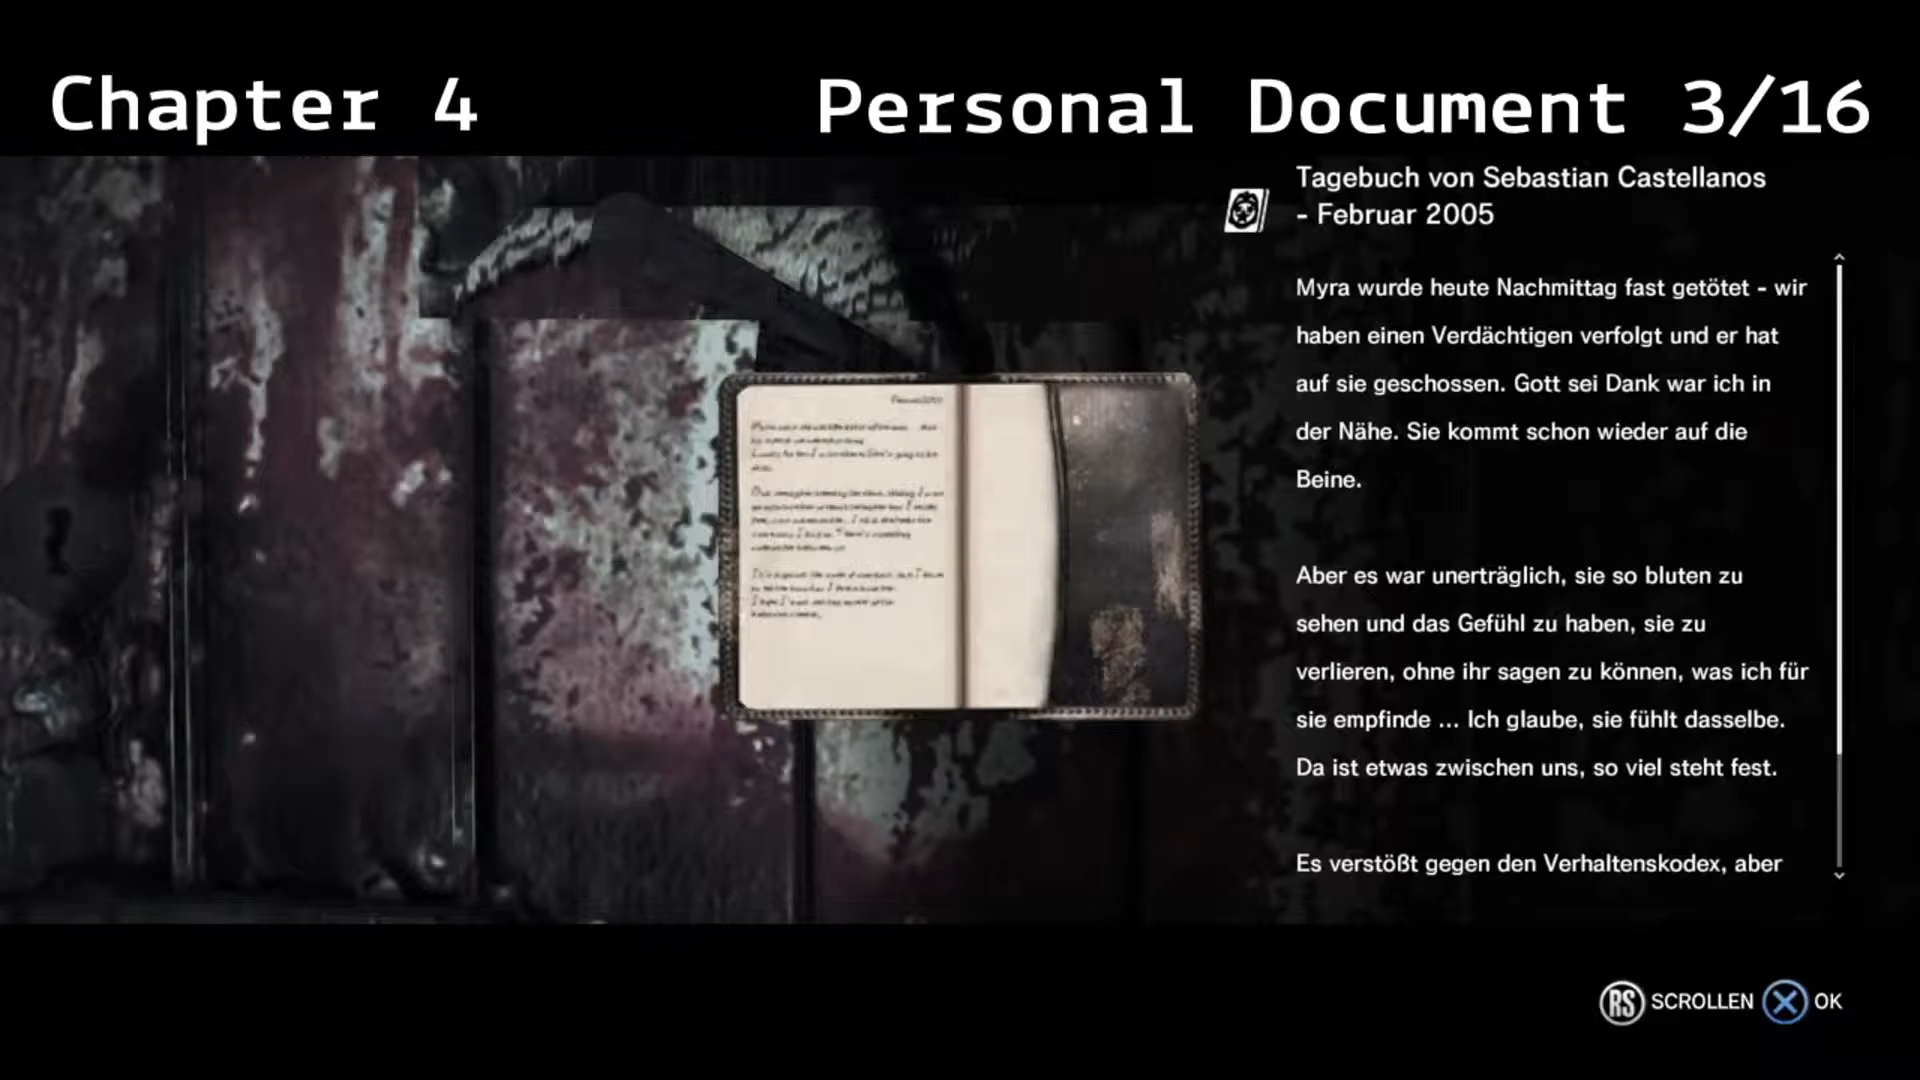 Chapter 4
Personal Document 3/16
Tagebuch von Sebastian Castellanos
- Februar 2005
Myra wurde heute Nachmittag fast getötet - wir
haben einen Verdächtigen verfolgt und er hat
auf sie geschossen. Gott sei Dank war ich in
der Nähe. Sie kommt schon wieder auf die
Beine.
Aber es war unerträglich, sie so bluten zu
sehen und das Gefühl zu haben, sie zu
verlieren, ohne ihr sagen zu können, was ich für
sie empfinde ... Ich glaube, sie fühlt dasselbe.
Da ist etwas zwischen uns, so viel steht fest.
Es verstößt gegen den Verhaltenskodex, aber
RS SCROLLEN OK